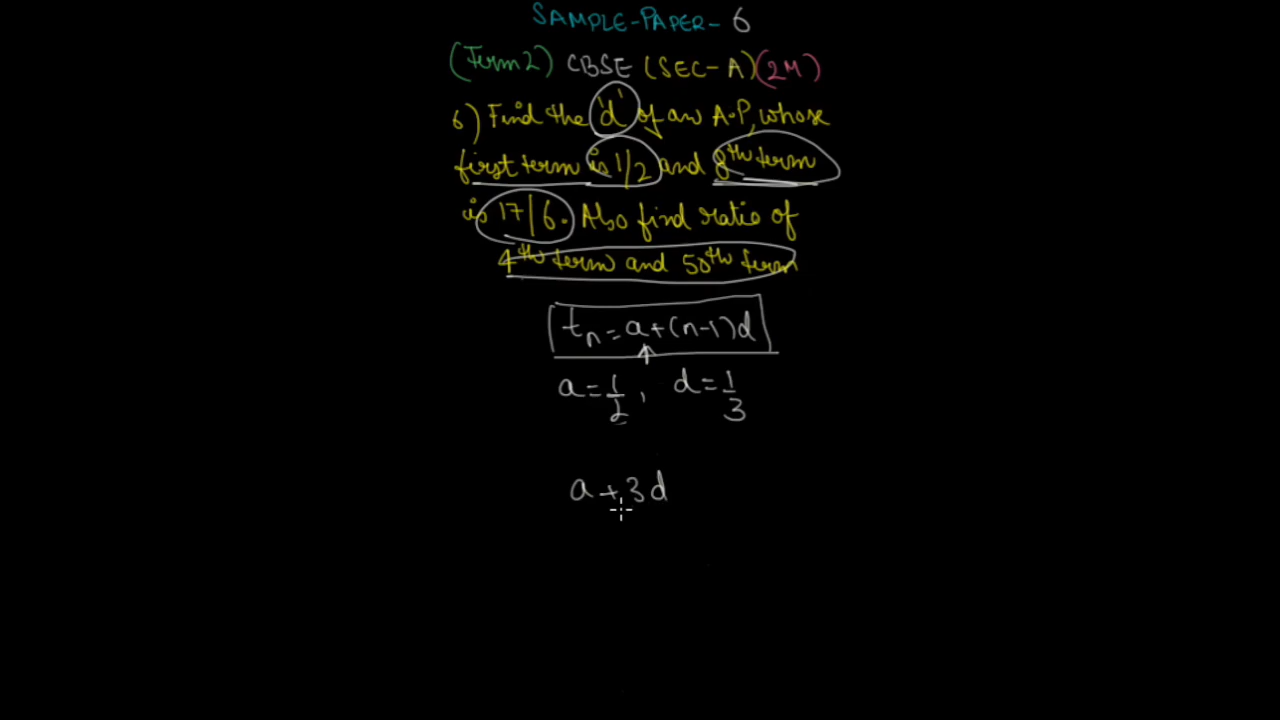 SAMPLE-PAPER-6
(Term2) CBSE (SEC-A)(2M)
6) Find the 'd' of an A.P, whose
first term is 1/2 and 8th term
is 17/6. Also find ratio of
4th term and 50th term
tn=a+(n-1)d
a=1/2, d=1/3
a+3d